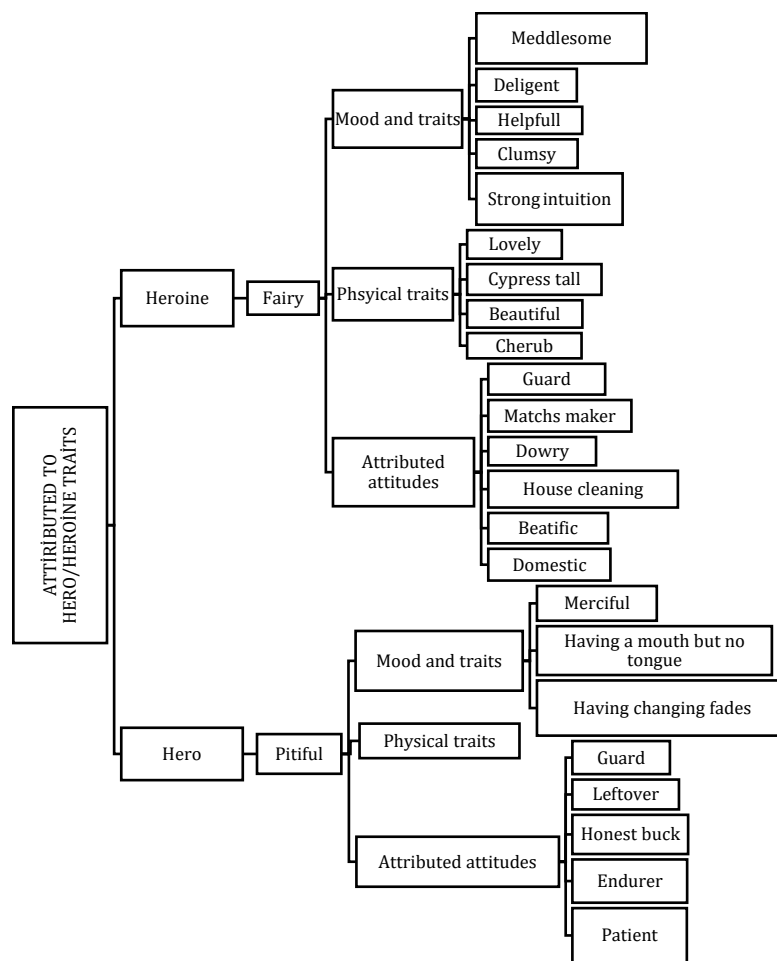 ATTİRİBUTED TO
HERO/HEROİNE TRAİTS
Heroine
Fairy
Mood and traits
Meddlesome
Deligent
Helpfull
Clumsy
Strong intuition
Phsyical traits
Lovely
Cypress tall
Beautiful
Cherub
Attributed
attitudes
Guard
Matchs maker
Dowry
House cleaning
Beatific
Domestic
Hero
Pitiful
Mood and traits
Merciful
Having a mouth but no
tongue
Having changing fades
Physical traits
Attributed attitudes
Guard
Leftover
Honest buck
Endurer
Patient